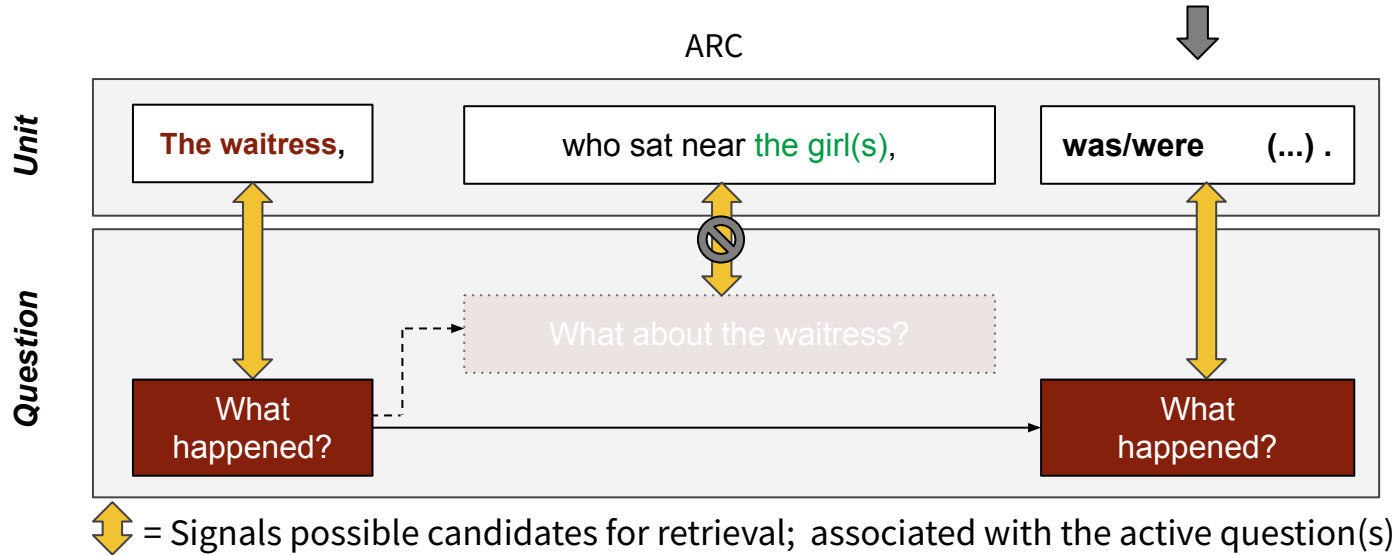 ARC
Unit
The waitress,
who sat near the girl(s),
was/were (...) .
Question
What about the waitress?
What
happened?
What
happened?
= Signals possible candidates for retrieval; associated with the active question(s)